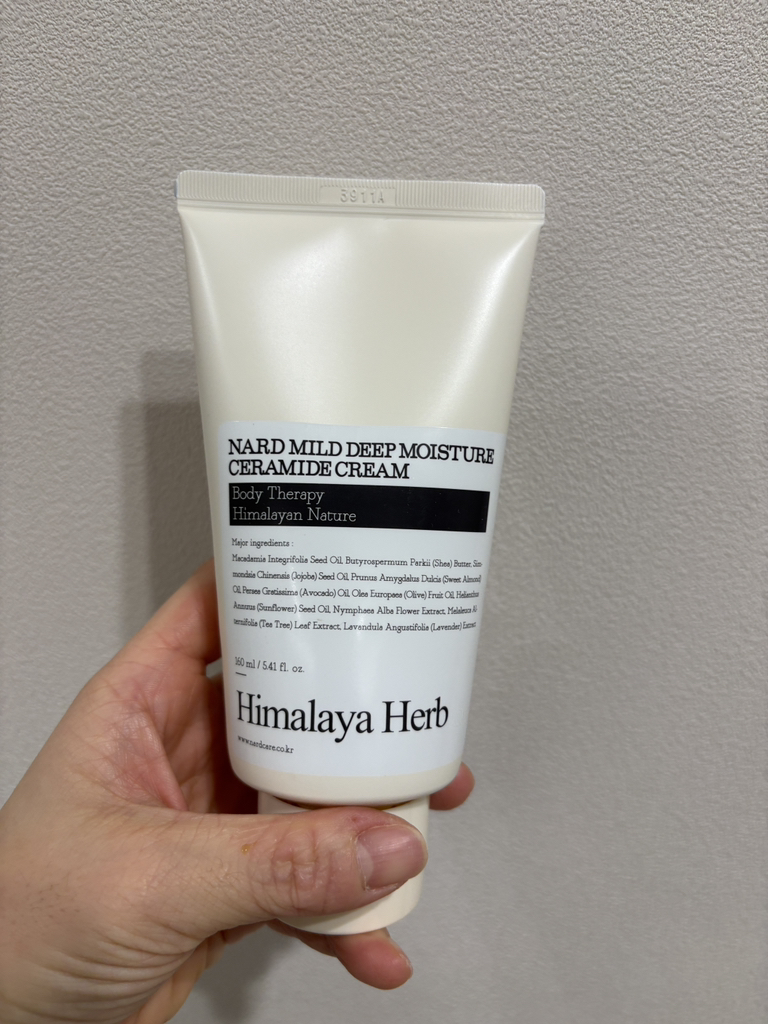 3911A
NARD MILD DEEP MOISTURE
CERAMIDE CREAM
Body Therapy
Himalayan Nature
Major ingredients :
Macadamia Integrifolia Seed Oil, Butyrospermum Parkii (Shea) Butter, Sim-
mondsia Chinensis (Jojoba) Seed Oil, Prunus Amygdalus Dulcis (Sweet Almond)
Oil, Persea Gratissima (Avocado) Oil, Olea Europaea (Olive) Fruit Oil, Helianthus
Annuus (Sunflower) Seed Oil, Nymphaea Alba Flower Extract, Melaleuca Al-
ternifolia (Tea Tree) Leaf Extract, Lavandula Angustifolia (Lavender) Extract
160 ml / 5.41 fl. oz.
Himalaya Herb
www.nardcare.co.kr